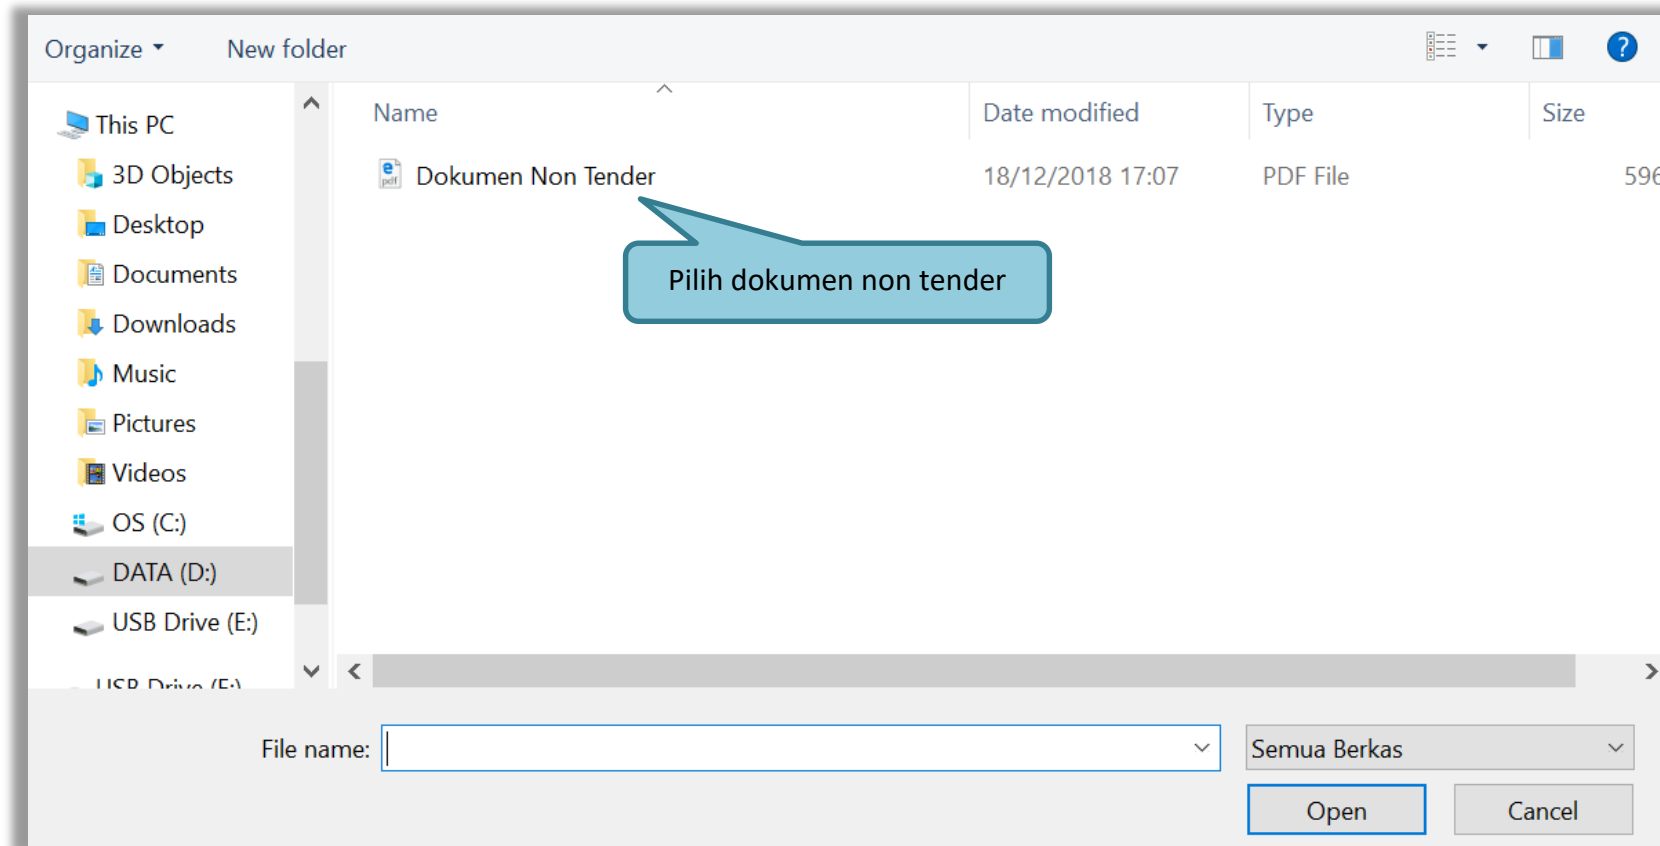 Organize New folder
Name Date modified Type Size
This PC
3D Objects
Desktop
Documents
Downloads
Music
Pictures
Videos
OS (C:)
DATA (D:)
USB Drive (E:)
Dokumen Non Tender 18/12/2018 17:07 PDF File 596
Pilih dokumen non tender
File name: Semua Berkas
Open Cancel